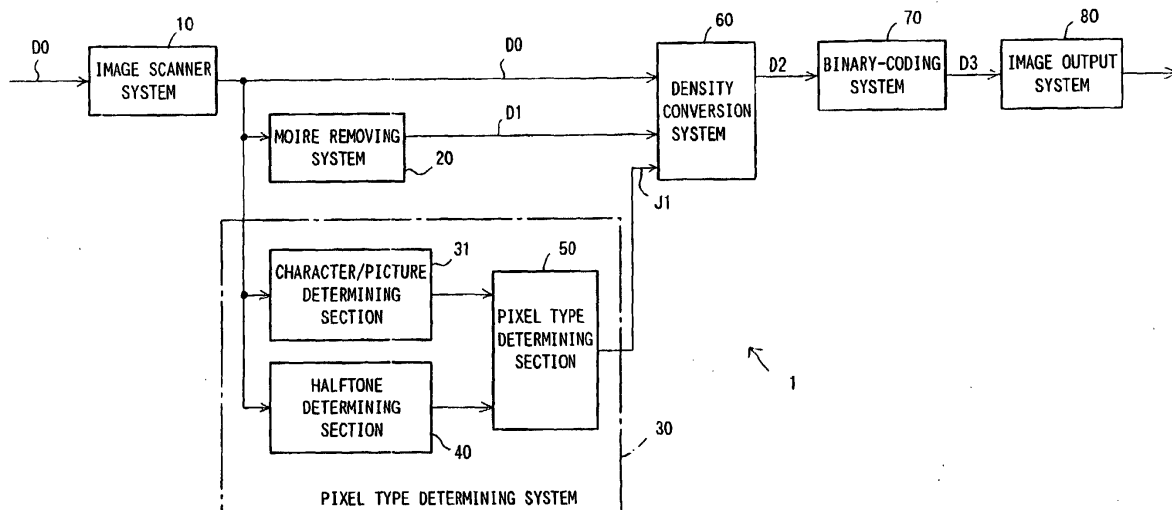 10
60
70
80
D0
IMAGE SCANNER
SYSTEM
D0
DENSITY
CONVERSION
SYSTEM
D2
BINARY-CODING
SYSTEM
D3
IMAGE OUTPUT
SYSTEM
MOIRE REMOVING
SYSTEM
20
D1
J1
31
CHARACTER/PICTURE
DETERMINING
SECTION
50
PIXEL TYPE
DETERMINING
SECTION
HALFTONE
DETERMINING
SECTION
40
30
1
PIXEL TYPE DETERMINING SYSTEM